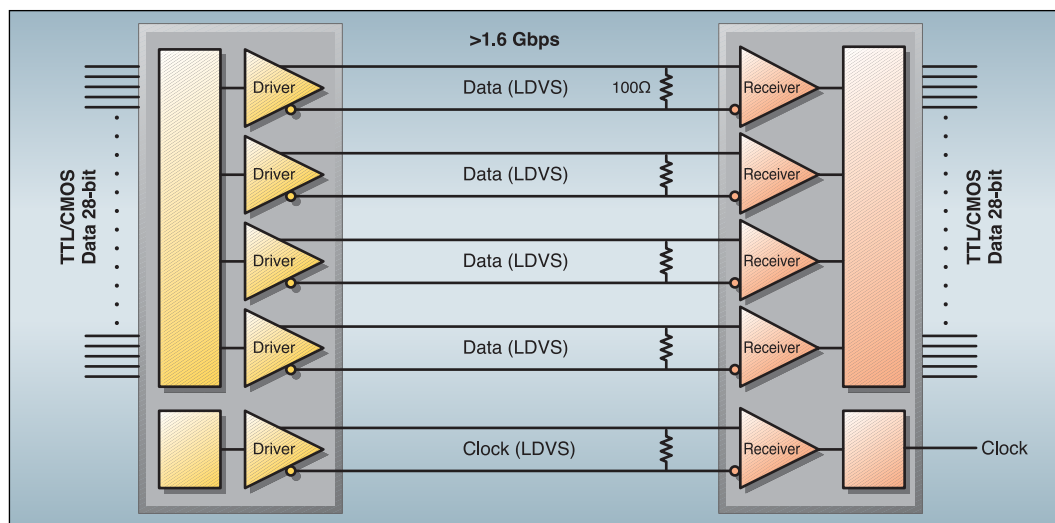 >1.6 Gbps
Driver
Data (LDVS)
100Ω
Receiver
Driver
Data (LDVS)
Receiver
TTL/CMOS
Data 28-bit
TTL/CMOS
Data 28-bit
Driver
Data (LDVS)
Receiver
Driver
Data (LDVS)
Receiver
Driver
Clock (LDVS)
Receiver
Clock